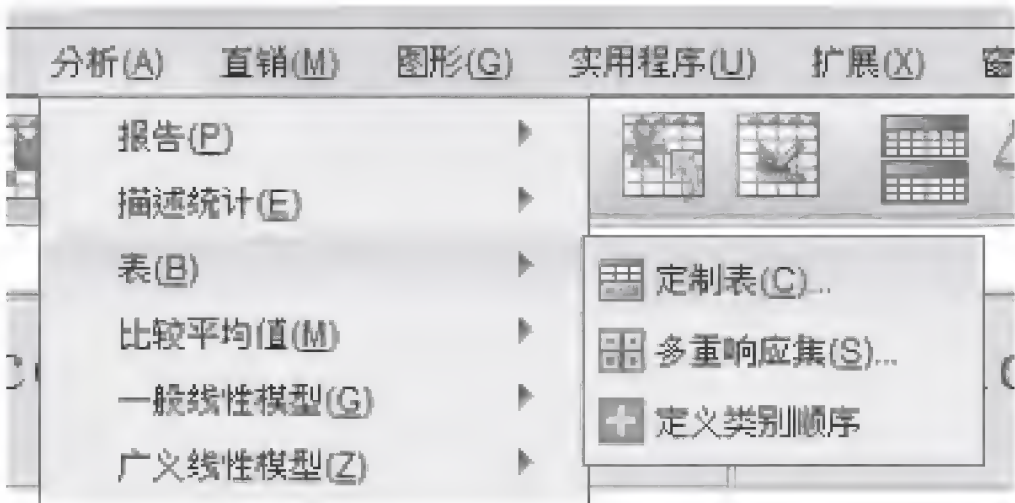 分析(A) 直销(M) 图形(G) 实用程序(U) 扩展(X) 窗
报告(P)
描述统计(E)
表(B)
比较平均值(M)
一般线性模型(G)
广义线性模型(Z)
定制表(C)...
多重响应集(S)...
定义类别顺序